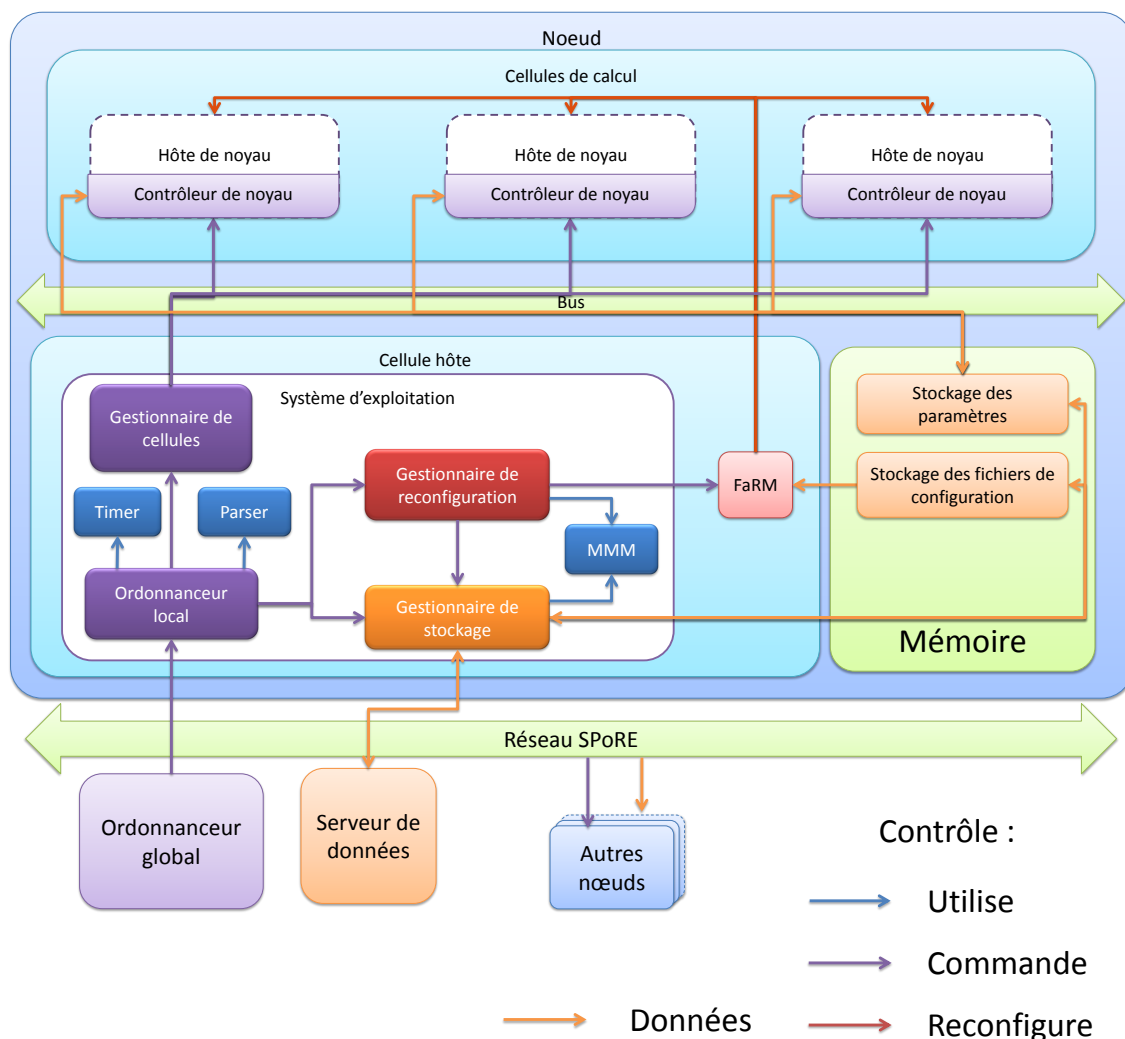 Noeud
Cellules de calcul
Hôte de noyau
Contrôleur de noyau
Hôte de noyau
Contrôleur de noyau
Hôte de noyau
Contrôleur de noyau
Bus
Cellule hôte
Système d’exploitation
Gestionnaire de
cellules
Timer
Parser
Ordonnanceur
local
Gestionnaire de
reconfiguration
MMM
Gestionnaire de
stockage
FaRM
Stockage des
paramètres
Stockage des fichiers de
configuration
Mémoire
Réseau SPoRE
Ordonnanceur
global
Serveur de
données
Autres
nœuds
Contrôle :
Utilise
Commande
Données
Reconfigure